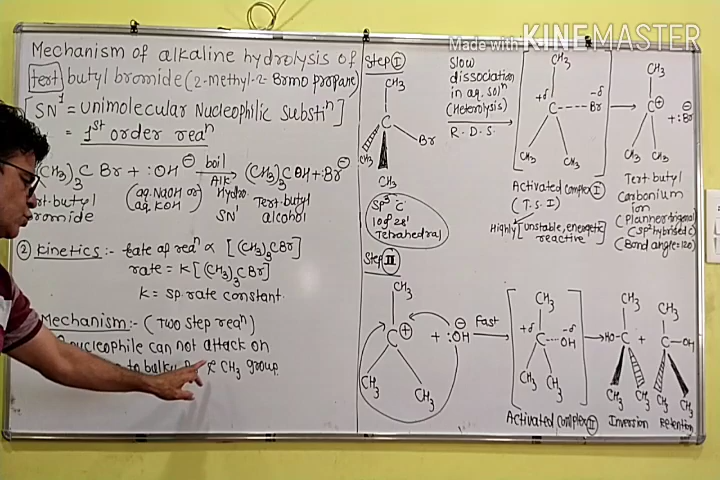 Made with KINEMASTER
Mechanism of alkaline hydrolysis of
tert butyl bromide (2-methyl-2-Bromo propane)
[SN¹ = unimolecular Nucleophilic Substiⁿ]
= 1st order reaⁿ
(CH₃)₃C Br + :OH⊖ boil → (CH₃)₃C OH + :Br⊖
Alk
(aq. NaOH or) Hydro. Tert-butyl
bromide aq. KOH SN¹ alcohol
② Kinetics:- Rate of reaⁿ ∝ [(CH₃)₃CBr]
rate = K[(CH₃)₃CBr]
K = sp. rate constant.
Mechanism:- (Two step reaⁿ)
nucleophile can not attack on
to bulky CH₃ group.
Step I
CH₃
C
Br
CH₃
CH₃
Slow
dissociation
in aq. solⁿ
(Heterolysis)
R.D.S.
CH₃
+δ -δ
C----Br
CH₃ CH₃
Activated complex I
(T.S.I)
Highly [unstable, energetic
reactive]
CH₃
C⊕ + :Br⊖
CH₃ CH₃
Tert-butyl
Carbonium
ion
(Planner-trigonal)
(sp² hybrised C)
(Bond angle = 120)
Sp³ C
109°28'
Tetrahedral
Step II
CH₃
C⊕ + :OH⊖
CH₃ CH₃
Fast
CH₃
+δ -δ
C....OH
CH₃ CH₃
Activated complex II
CH₃
HO-C +
CH₃ CH₃
Inversion
CH₃
C-OH
CH₃ CH₃
Retention